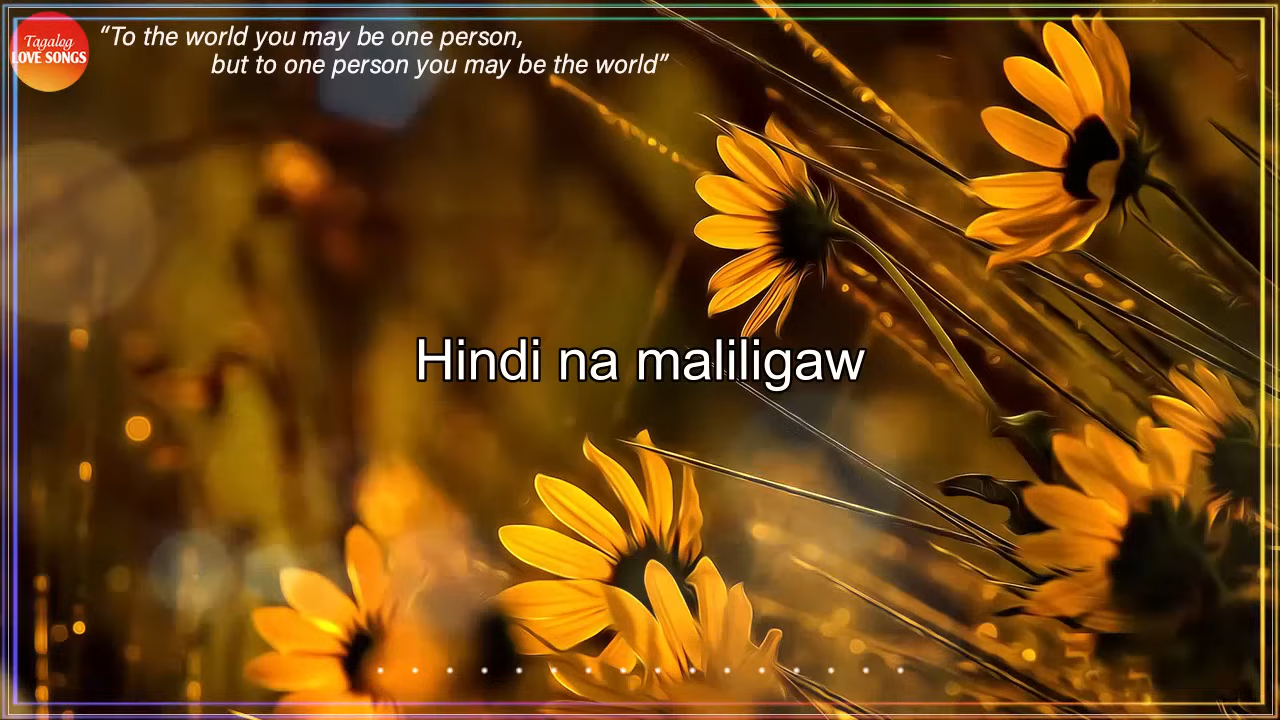 Tagalog
LOVE SONGS
“To the world you may be one person,
but to one person you may be the world”
Hindi na maliligaw